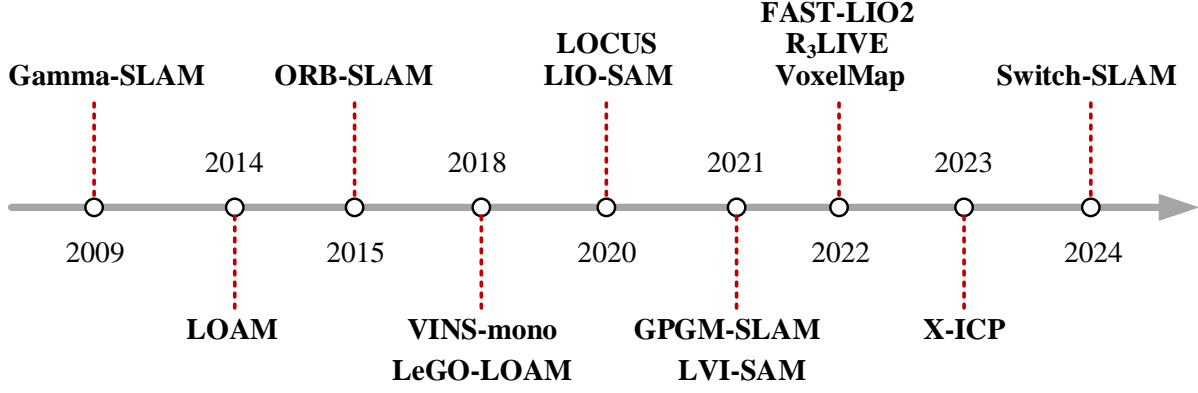 FAST-LIO2
LOCUS
R₃LIVE
Gamma-SLAM
ORB-SLAM
LIO-SAM
VoxelMap
Switch-SLAM
2014
2018
2021
2023
2009
2015
2020
2022
2024
LOAM
VINS-mono
GPGM-SLAM
X-ICP
LeGO-LOAM
LVI-SAM